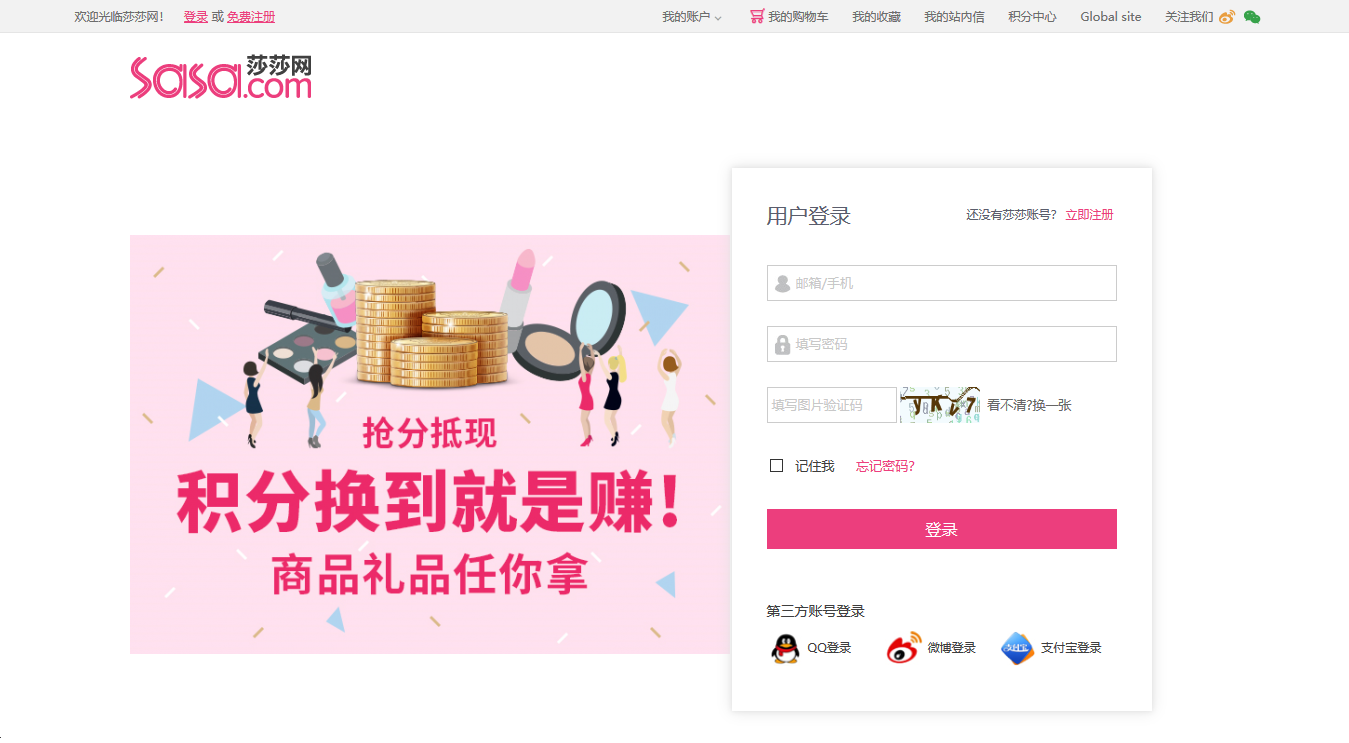 欢迎光临莎莎网! 登录 或 免费注册 我的账户 我的购物车 我的收藏 我的站内信 积分中心 Global site 关注我们
莎莎网
sasa.com
用户登录 还没有莎莎账号? 立即注册
邮箱/手机
填写密码
填写图片验证码 看不清?换一张
记住我 忘记密码?
登录
第三方账号登录
QQ登录 微博登录 支付宝 支付宝登录
抢分抵现
积分换到就是赚!
商品礼品任你拿